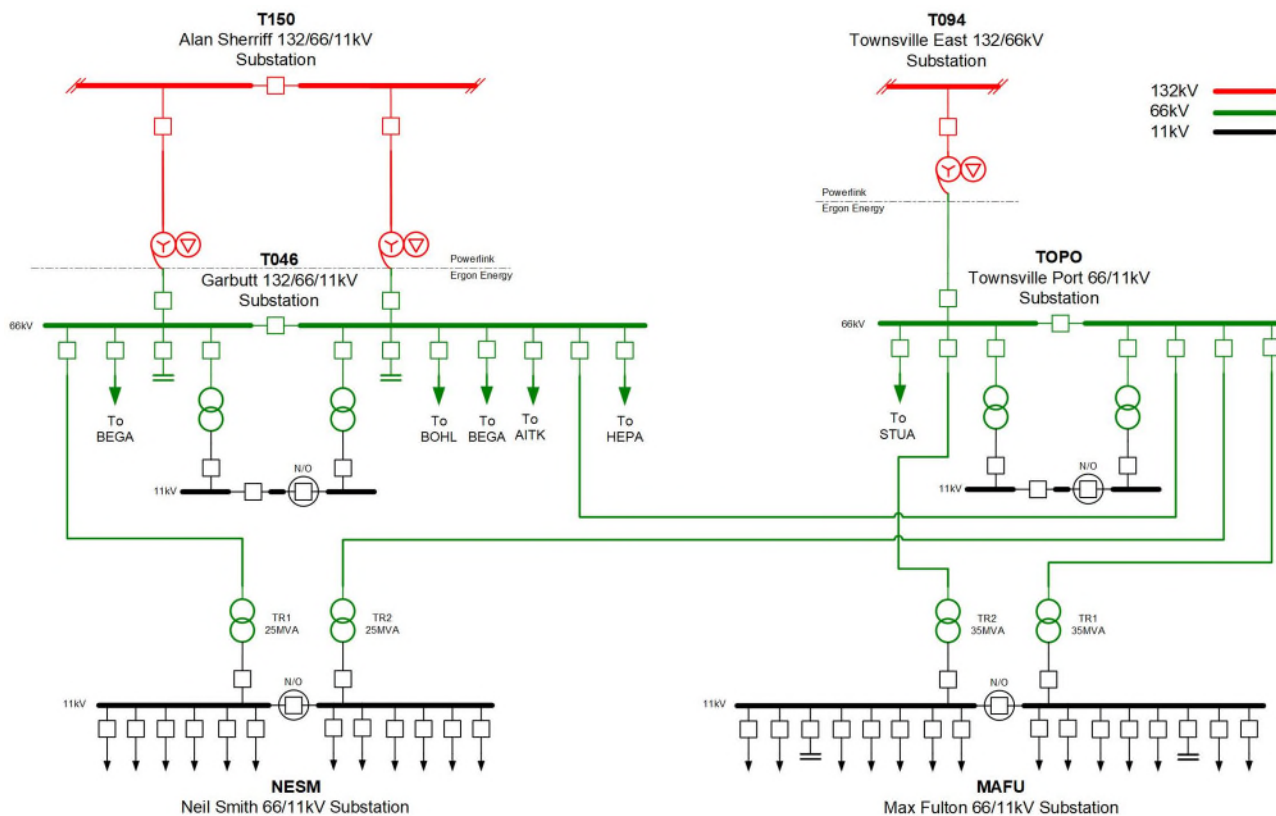 T150
Alan Sherriff 132/66/11kV
Substation
T094
Townsville East 132/66kV
Substation
132kV
66kV
11kV
Powerlink
Ergon Energy
T046
Garbutt 132/66/11kV
Substation
Powerlink
Ergon Energy
TOPO
Townsville Port 66/11kV
Substation
66kV
66kV
To
BEGA
To
BOHL
To
BEGA
To
AITK
To
HEPA
To
STUA
N/O
11kV
N/O
11kV
TR1
25MVA
TR2
25MVA
TR2
35MVA
TR1
35MVA
N/O
11kV
N/O
11kV
NESM
Neil Smith 66/11kV Substation
MAFU
Max Fulton 66/11kV Substation